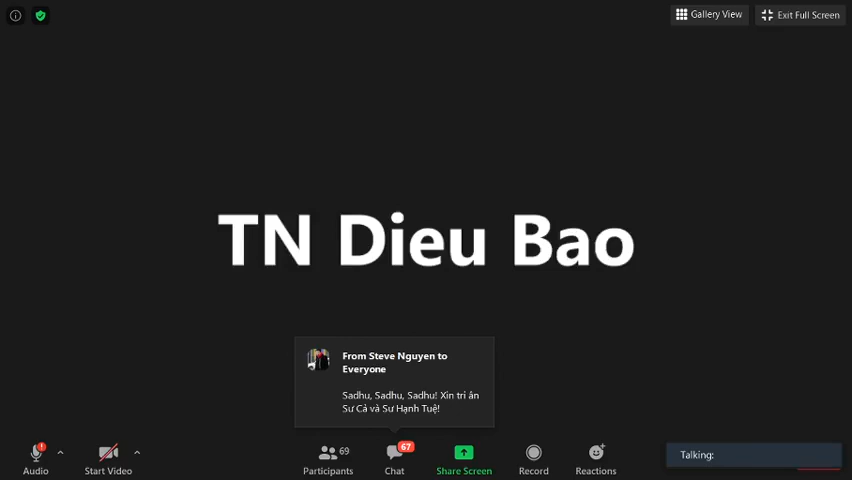 Gallery View
Exit Full Screen
TN Dieu Bao
From Steve Nguyen to
Everyone
Sadhu, Sadhu, Sadhu! Xin tri ân
Sư Cả và Sư Hạnh Tuệ!
69
67
Audio
Start Video
Participants
Chat
Share Screen
Record
Reactions
Talking: